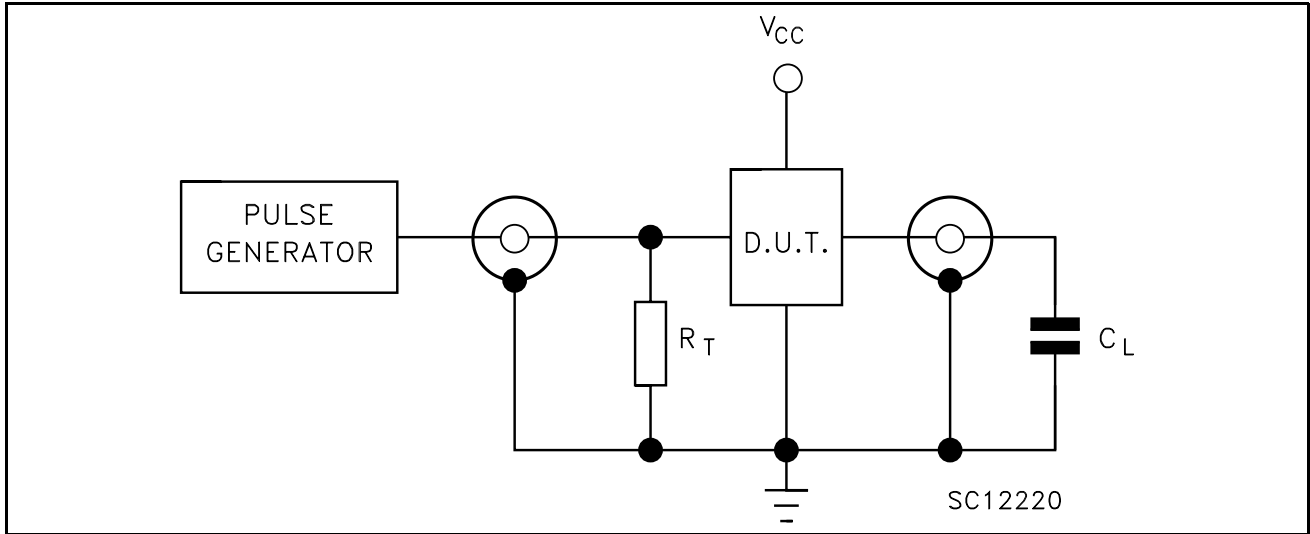 VCC
PULSE
GENERATOR
D.U.T.
RT
CL
SC12220